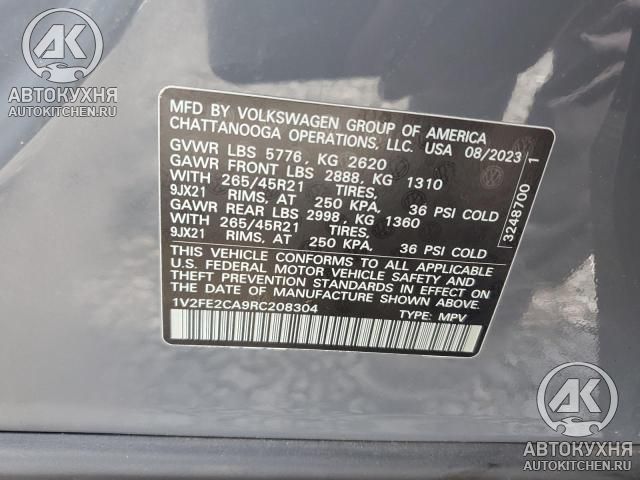 АК
АВТОКУХНЯ
AUTOKITCHEN.RU
MFD BY VOLKSWAGEN GROUP OF AMERICA
CHATTANOOGA OPERATIONS, LLC. USA 08/2023
GVWR LBS 5776, KG 2620
GAWR FRONT LBS 2888, KG 1310
WITH 265/45R21 TIRES,
9JX21 RIMS, AT 250 KPA, 36 PSI COLD
GAWR REAR LBS 2998, KG 1360
WITH 265/45R21 TIRES,
9JX21 RIMS, AT 250 KPA, 36 PSI COLD
THIS VEHICLE CONFORMS TO ALL APPLICABLE
U.S. FEDERAL MOTOR VEHICLE SAFETY AND
THEFT PREVENTION STANDARDS IN EFFECT ON
THE DATE OF MANUFACTURE SHOWN ABOVE.
1V2FE2CA9RC208304 TYPE: MPV
3248700 1
АК
АВТОКУХНЯ
AUTOKITCHEN.RU